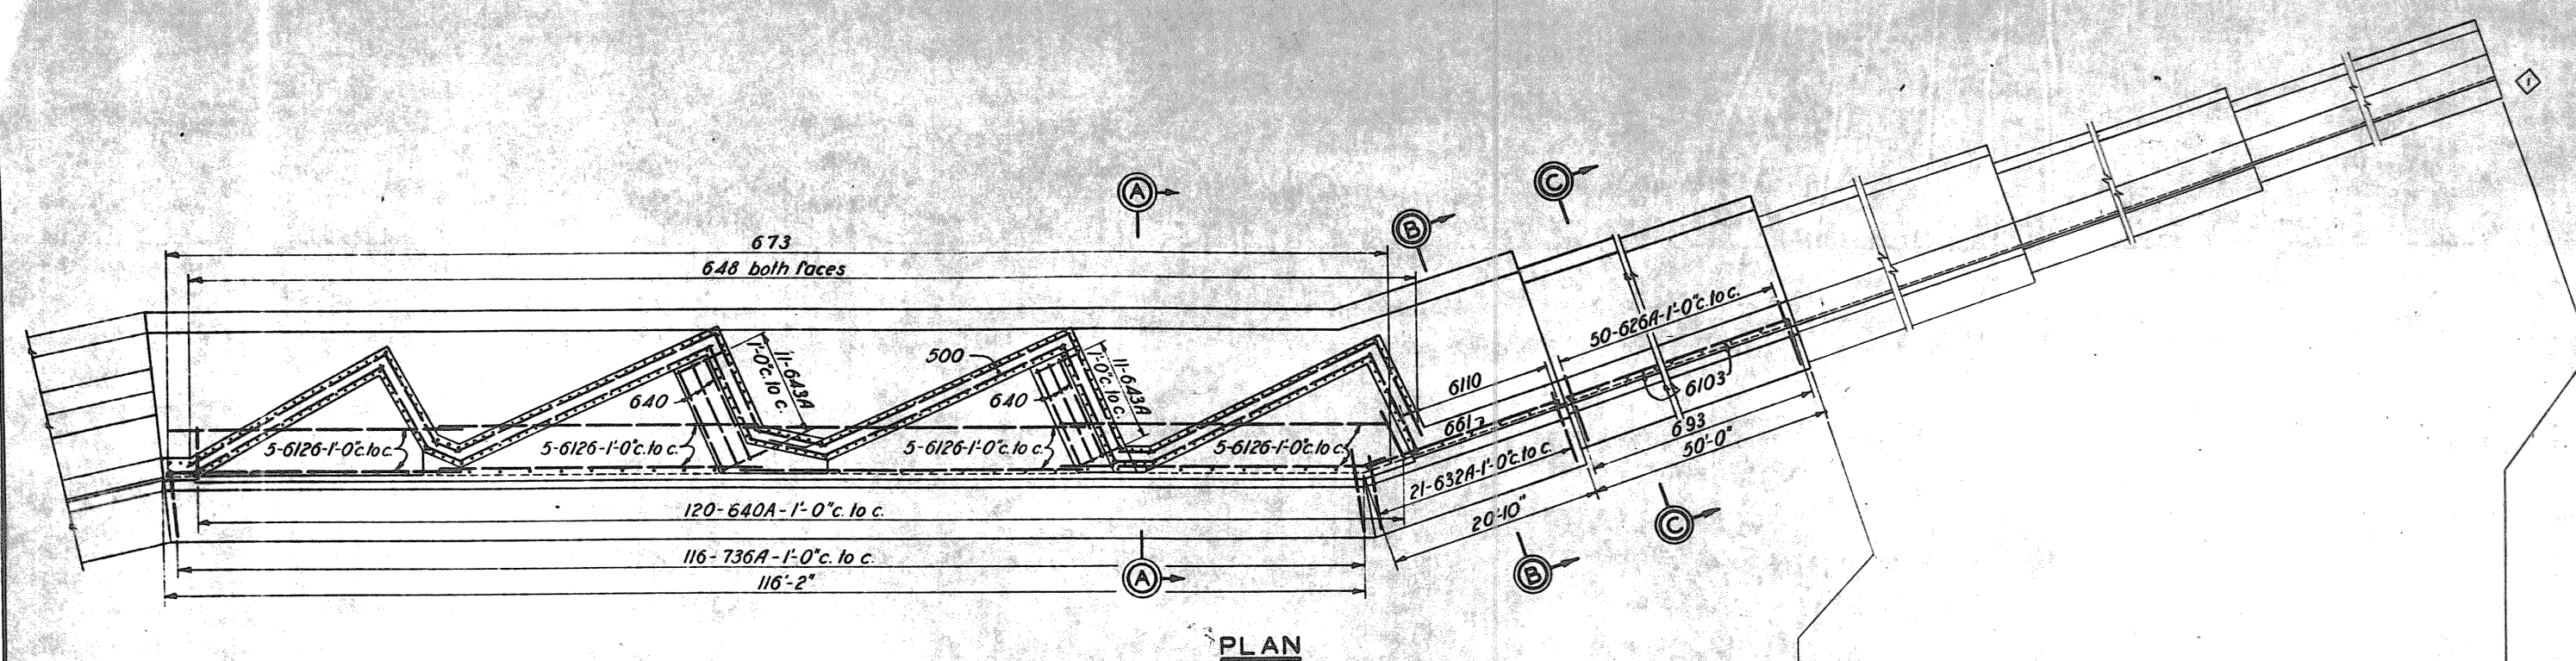 1
C
A
B
673
648 both faces
50-626A-1'-0"c. to c.
500
1'-0"c. to c.
11-643A
1'-0"c. to c.
11-643A
6110
6103
640
640
661
693
5-6126-1'-0"c. to c.
5-6126-1'-0"c. to c.
5-6126-1'-0"c. to c.
5-6126-1'-0"c. to c.
50'-0"
21-632A-1'-0"c. to c.
120-640A-1'-0"c. to c.
20'-10"
C
116-736A-1'-0"c. to c.
A
B
116'-2"
PLAN